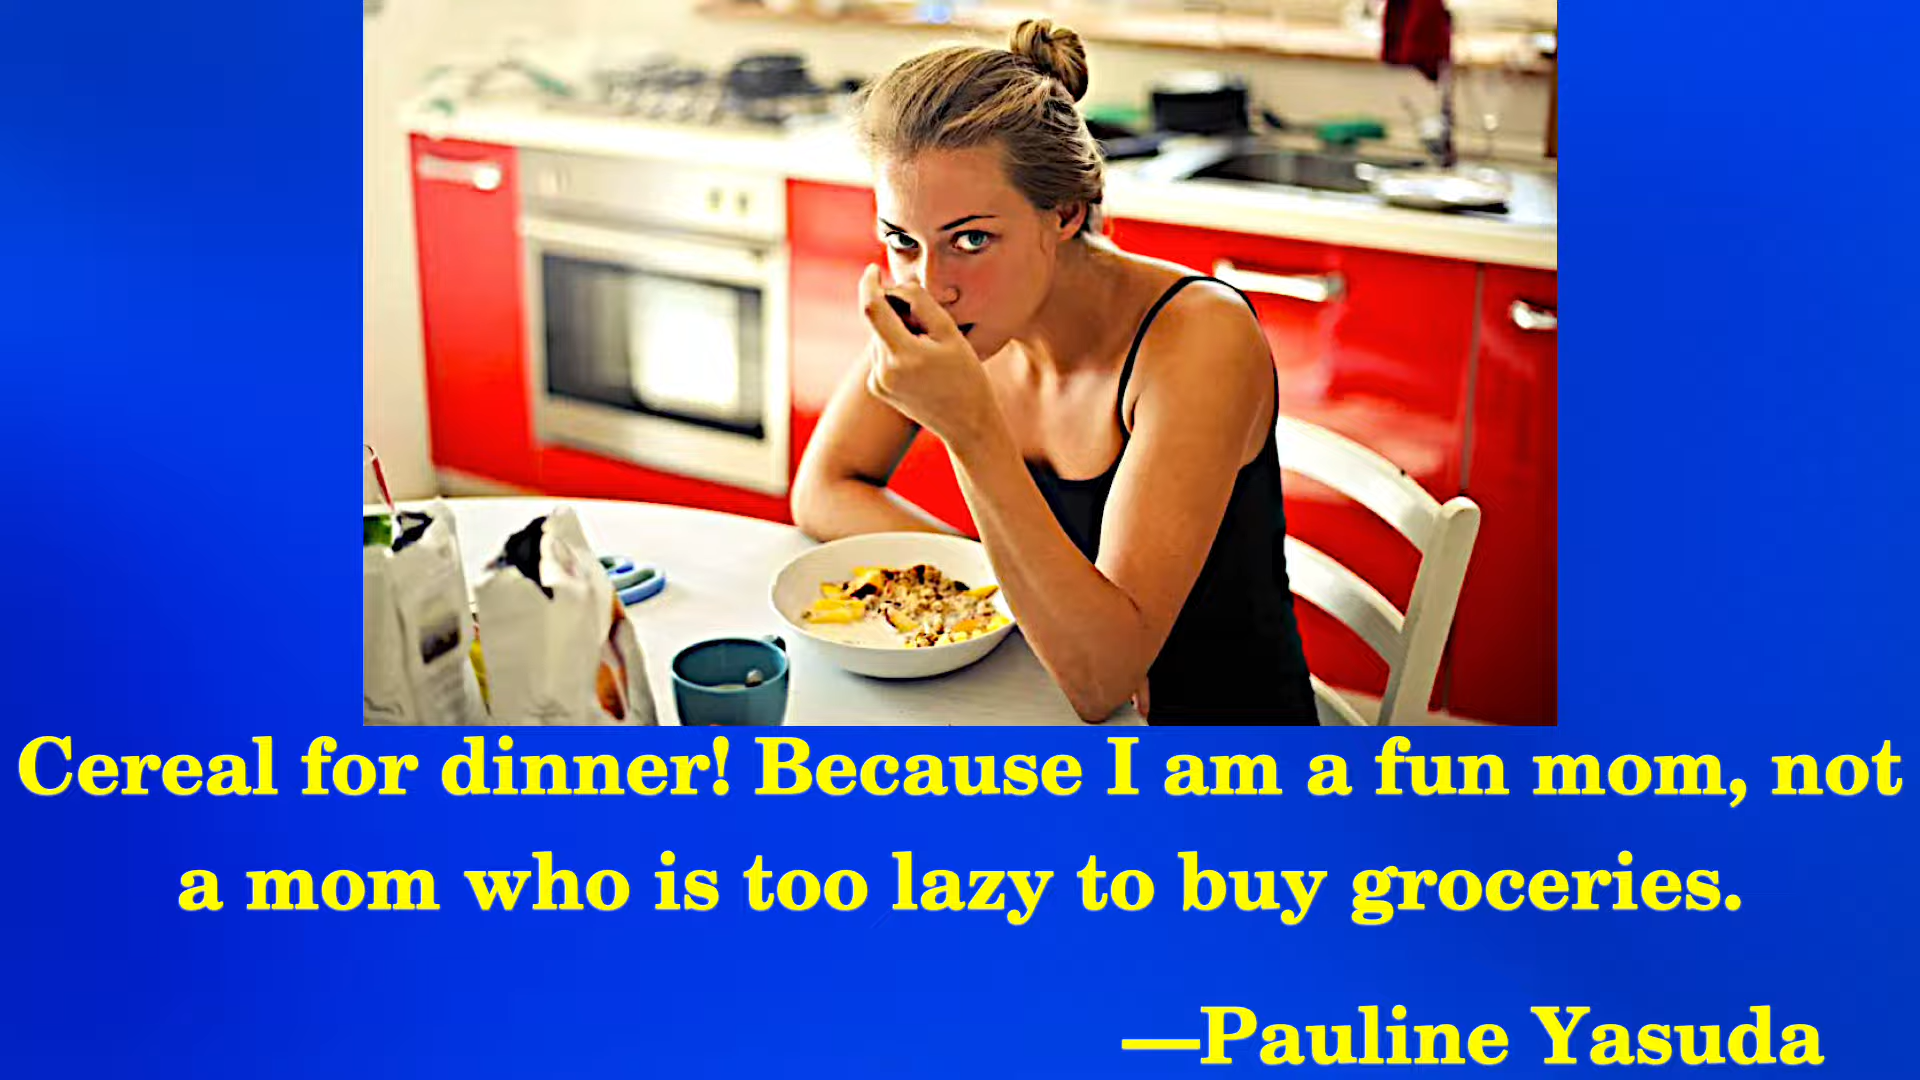 Cereal for dinner! Because I am a fun mom, not
a mom who is too lazy to buy groceries.
—Pauline Yasuda